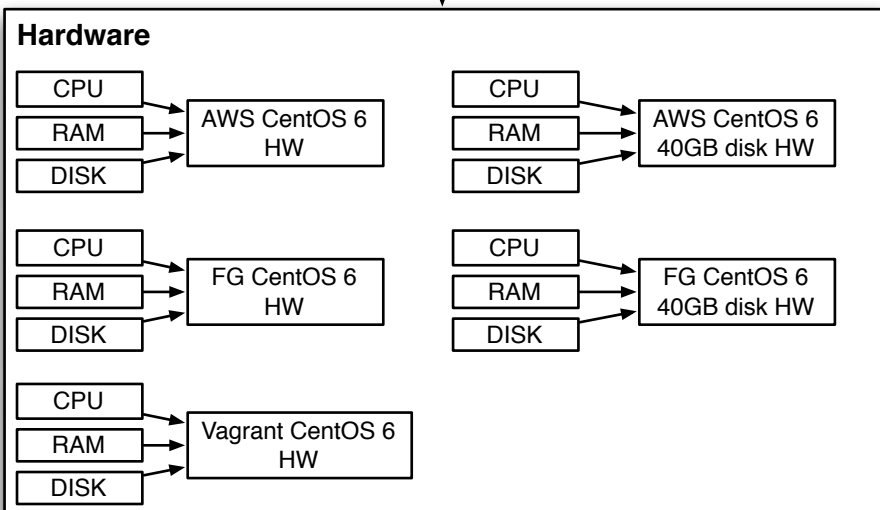 Hardware
CPU
RAM
DISK
AWS CentOS 6
HW
CPU
RAM
DISK
AWS CentOS 6
40GB disk HW
CPU
RAM
DISK
FG CentOS 6
HW
CPU
RAM
DISK
FG CentOS 6
40GB disk HW
CPU
RAM
DISK
Vagrant CentOS 6
HW